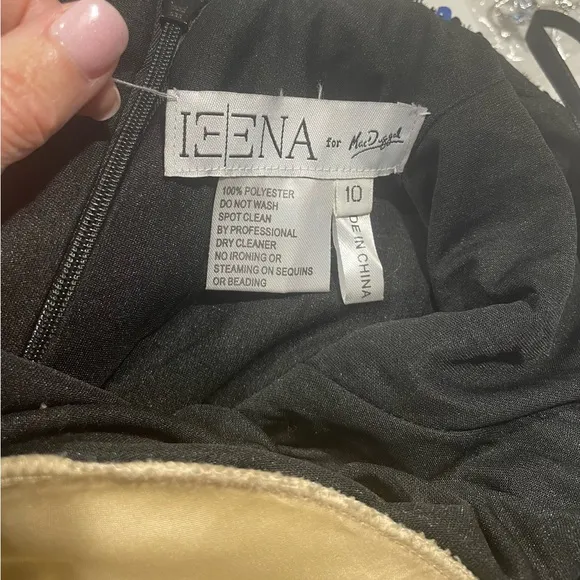 IEENA for Mac Duggal
100% POLYESTER
DO NOT WASH
SPOT CLEAN
BY PROFESSIONAL
DRY CLEANER
NO IRONING OR
STEAMING ON SEQUINS
OR BEADING
10
DE IN CHINA